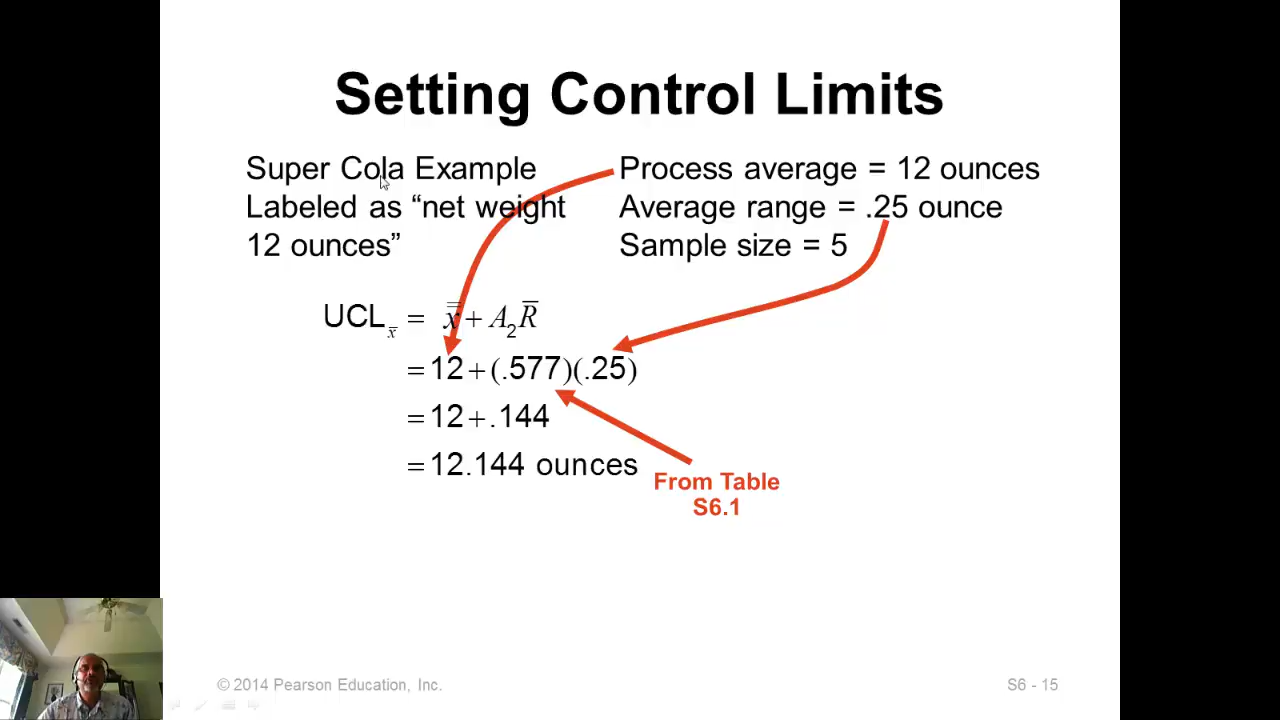 Setting Control Limits
Super Cola Example
Labeled as “net weight
12 ounces”
Process average = 12 ounces
Average range = .25 ounce
Sample size = 5
UCL_x̄ = x̿ + A₂R̄
= 12 + (.577)(.25)
= 12 + .144
= 12.144 ounces
From Table
S6.1
© 2014 Pearson Education, Inc.
S6 - 15